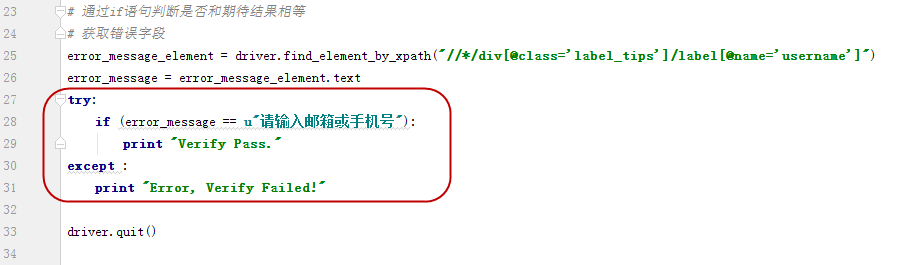 23 # 通过if语句判断是否和期待结果相等
24 # 获取错误字段
25 error_message_element = driver.find_element_by_xpath("//*/div[@class='label_tips']/label[@name='username']")
26 error_message = error_message_element.text
27 try:
28 if (error_message == u"请输入邮箱或手机号"):
29 print "Verify Pass."
30 except :
31 print "Error, Verify Failed!"
32
33 driver.quit()
34